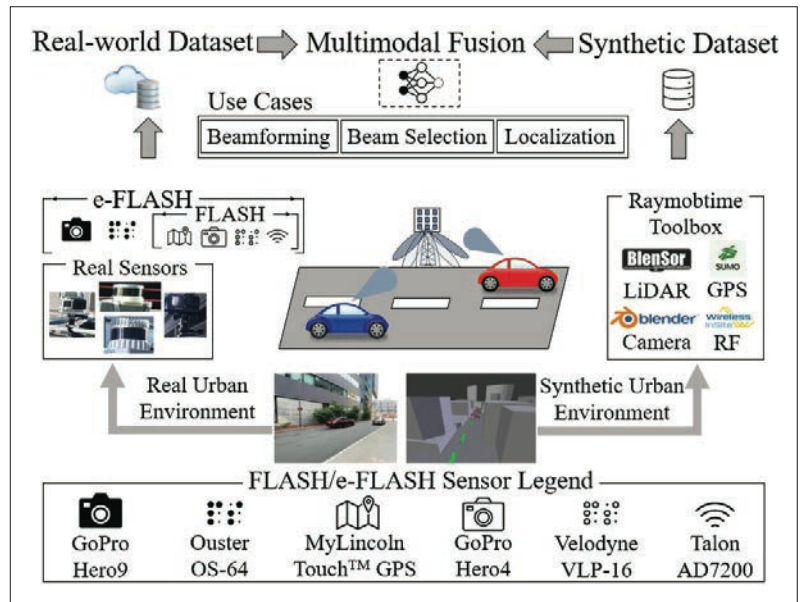 Real-world Dataset
Multimodal Fusion
Synthetic Dataset
Use Cases
Beamforming
Beam Selection
Localization
e-FLASH
FLASH
Real Sensors
Raymobtime
Toolbox
BlenSor
SUMO
LiDAR
GPS
blender
Wireless
InSite
Camera
RF
Real Urban
Environment
Synthetic Urban
Environment
FLASH/e-FLASH Sensor Legend
GoPro
Hero9
Ouster
OS-64
MyLincoln
Touch™ GPS
GoPro
Hero4
Velodyne
VLP-16
Talon
AD7200